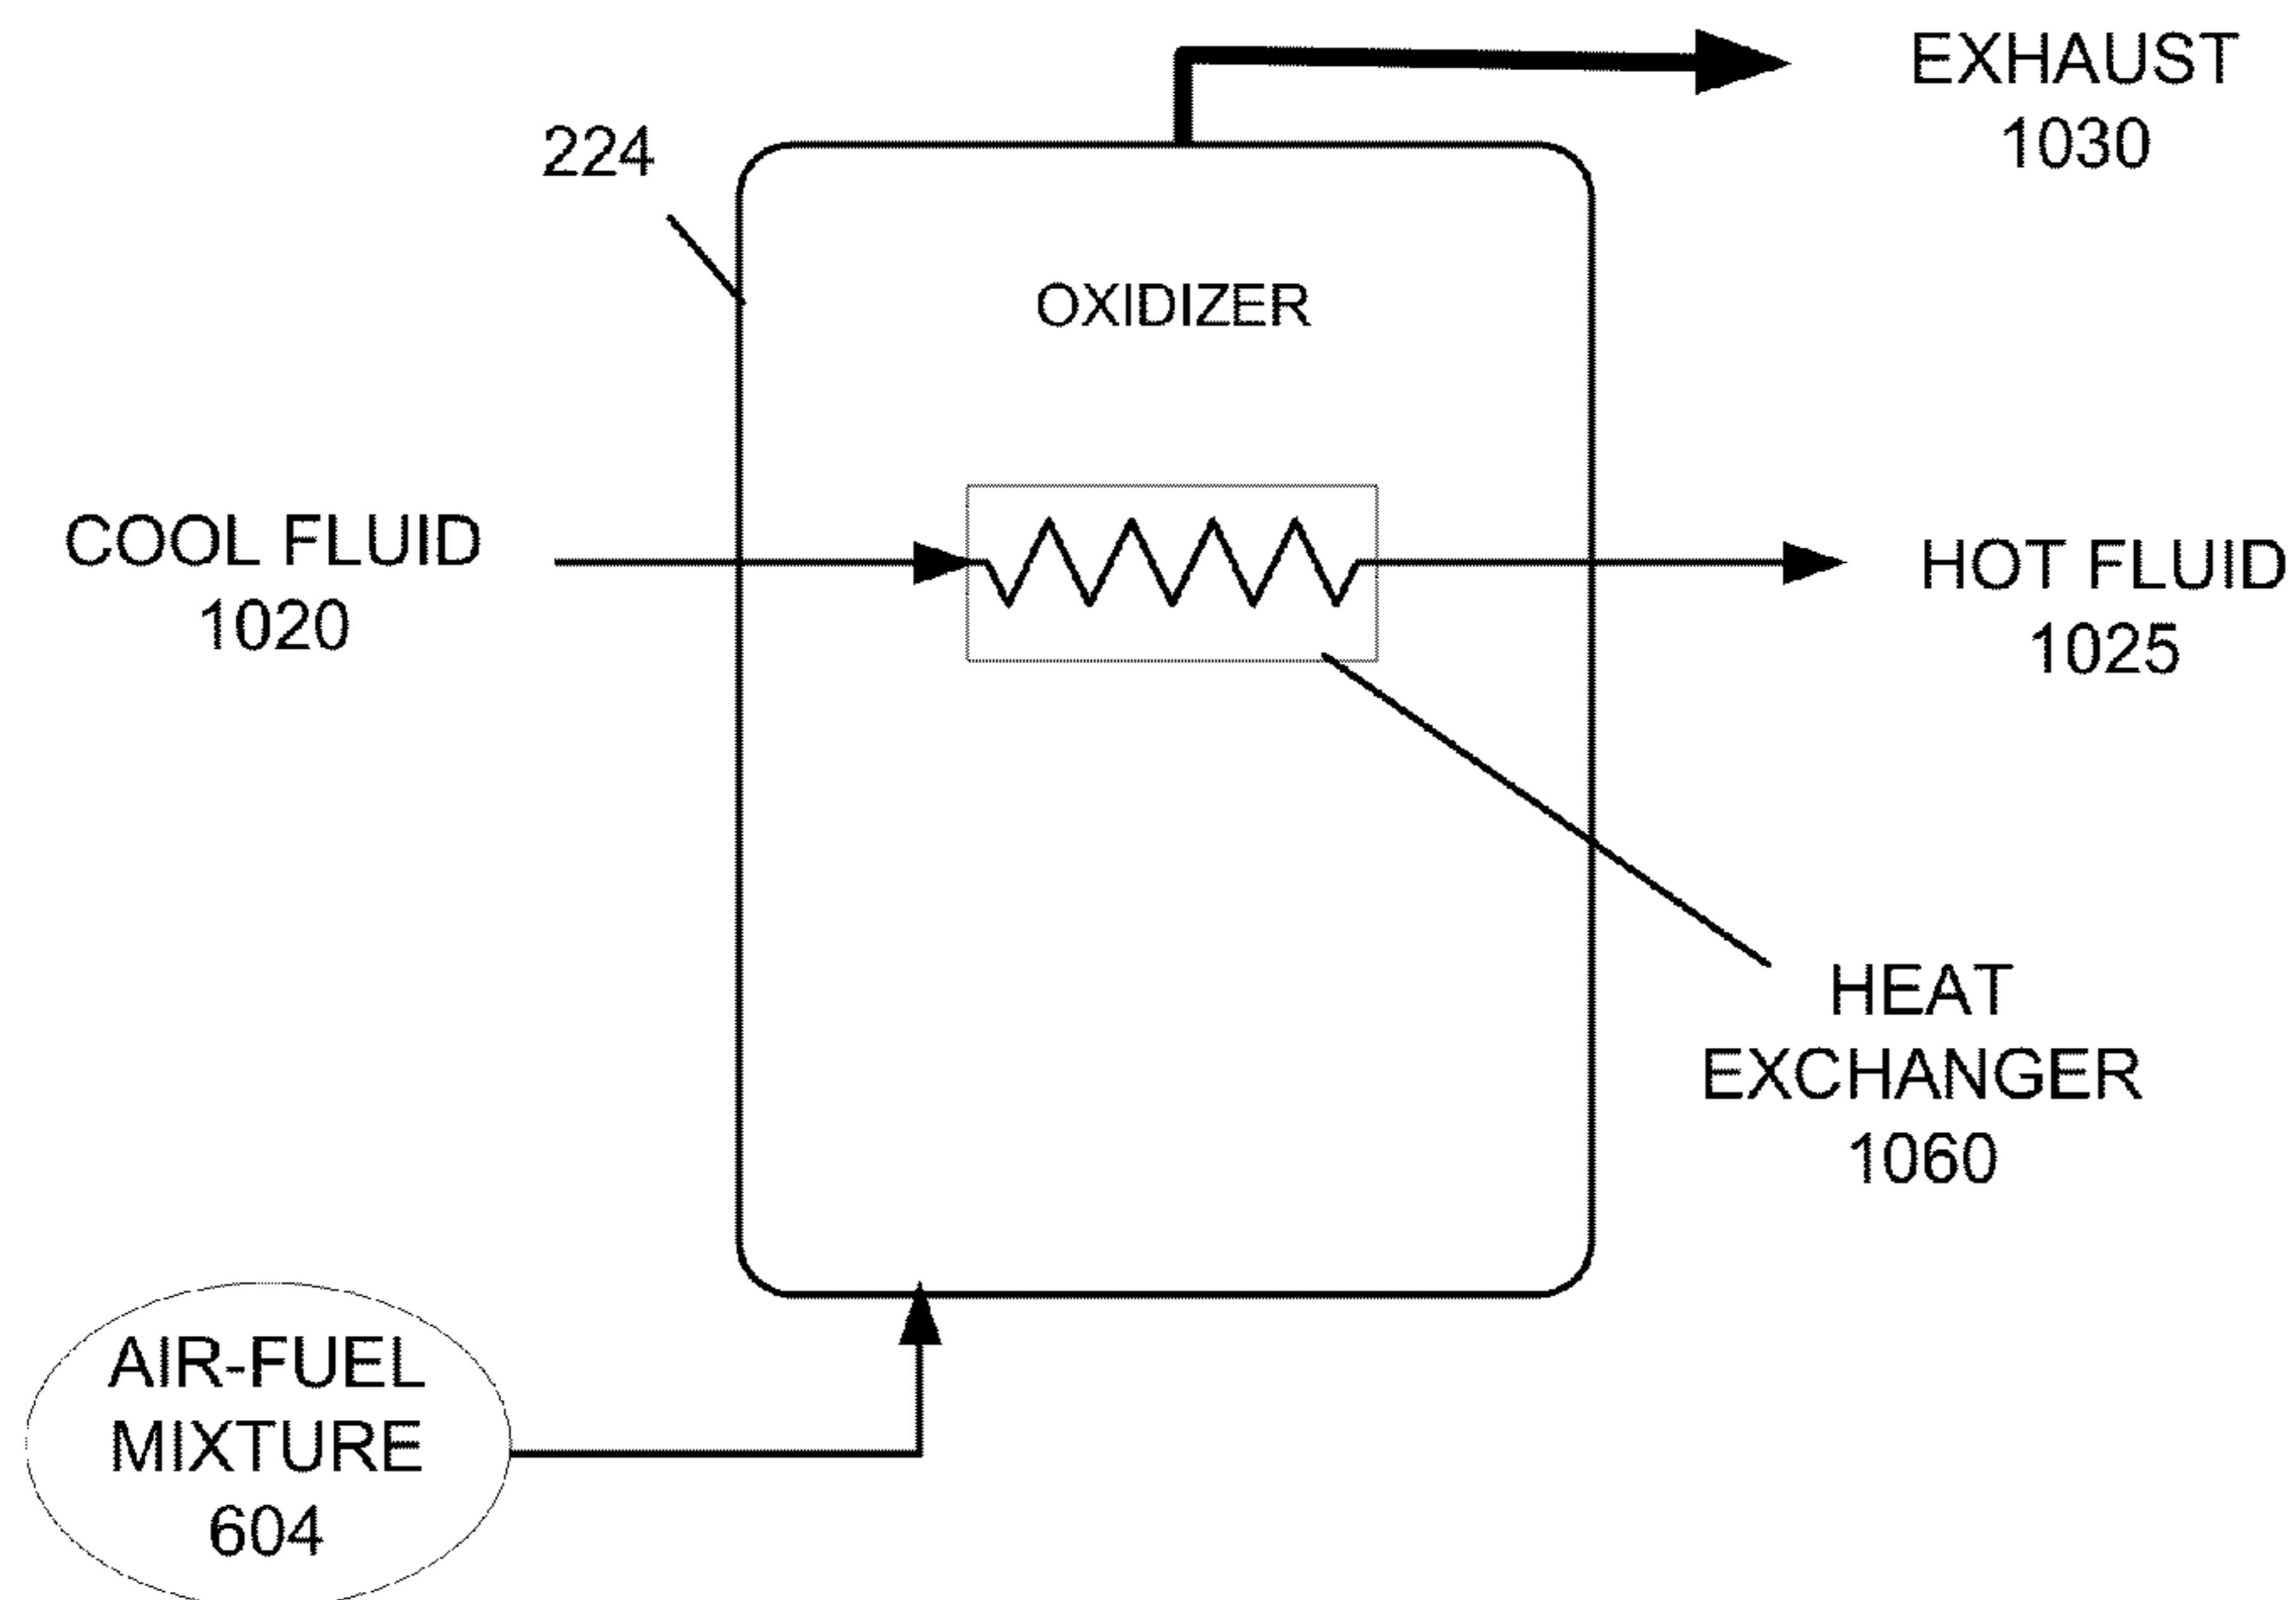 EXHAUST
1030
224
OXIDIZER
COOL FLUID
1020
HOT FLUID
1025
HEAT
EXCHANGER
1060
AIR-FUEL
MIXTURE
604